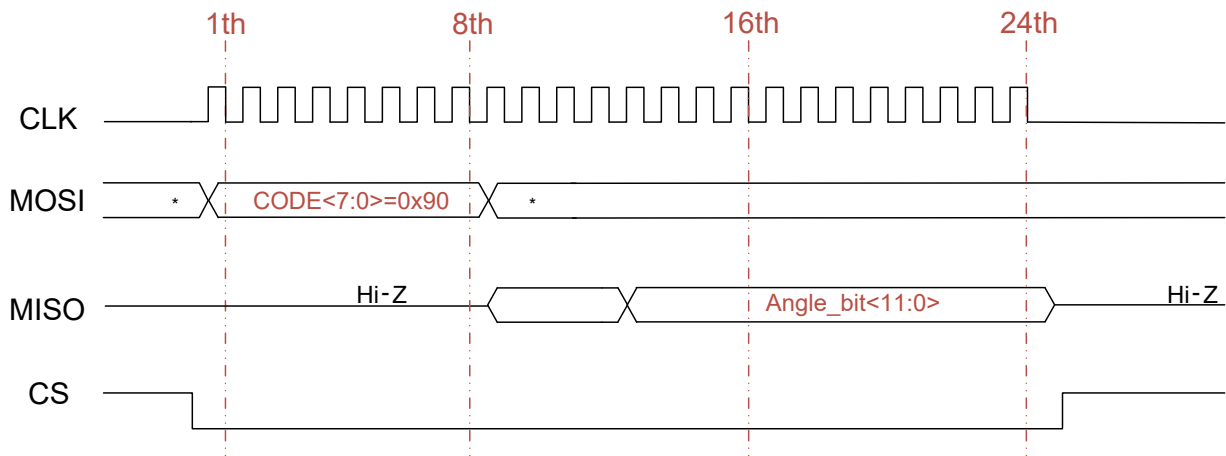 1th 8th 16th 24th
CLK
MOSI * CODE<7:0>=0x90 *
MISO Hi-Z Angle_bit<11:0> Hi-Z
CS